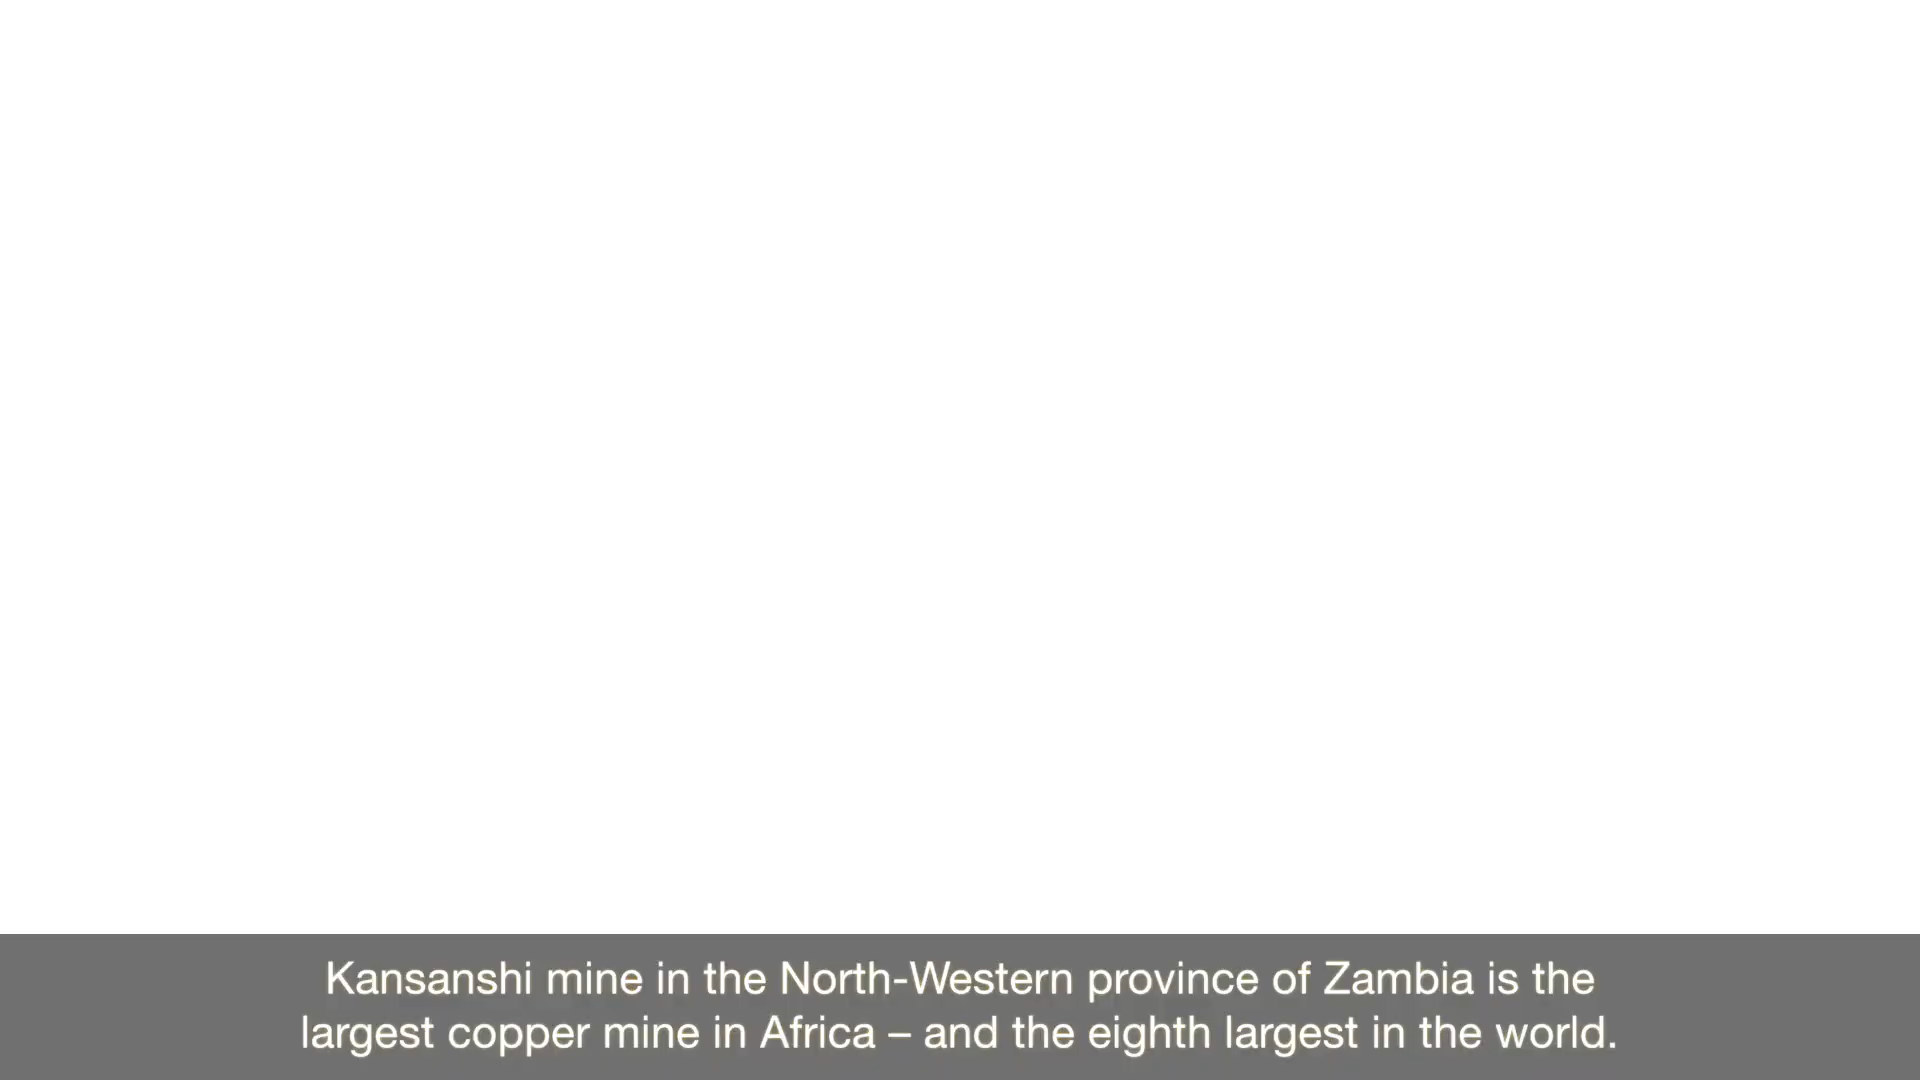 Kansanshi mine in the North-Western province of Zambia is the
largest copper mine in Africa – and the eighth largest in the world.